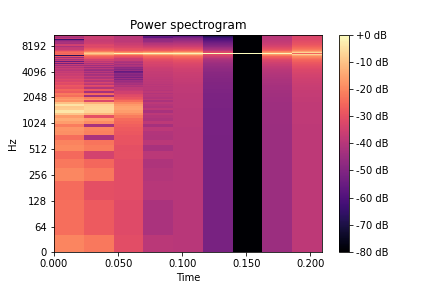 Power spectrogram
Hz
8192
4096
2048
1024
512
256
128
64
0
0.000 0.050 0.100 0.150 0.200
Time
+0 dB
-10 dB
-20 dB
-30 dB
-40 dB
-50 dB
-60 dB
-70 dB
-80 dB